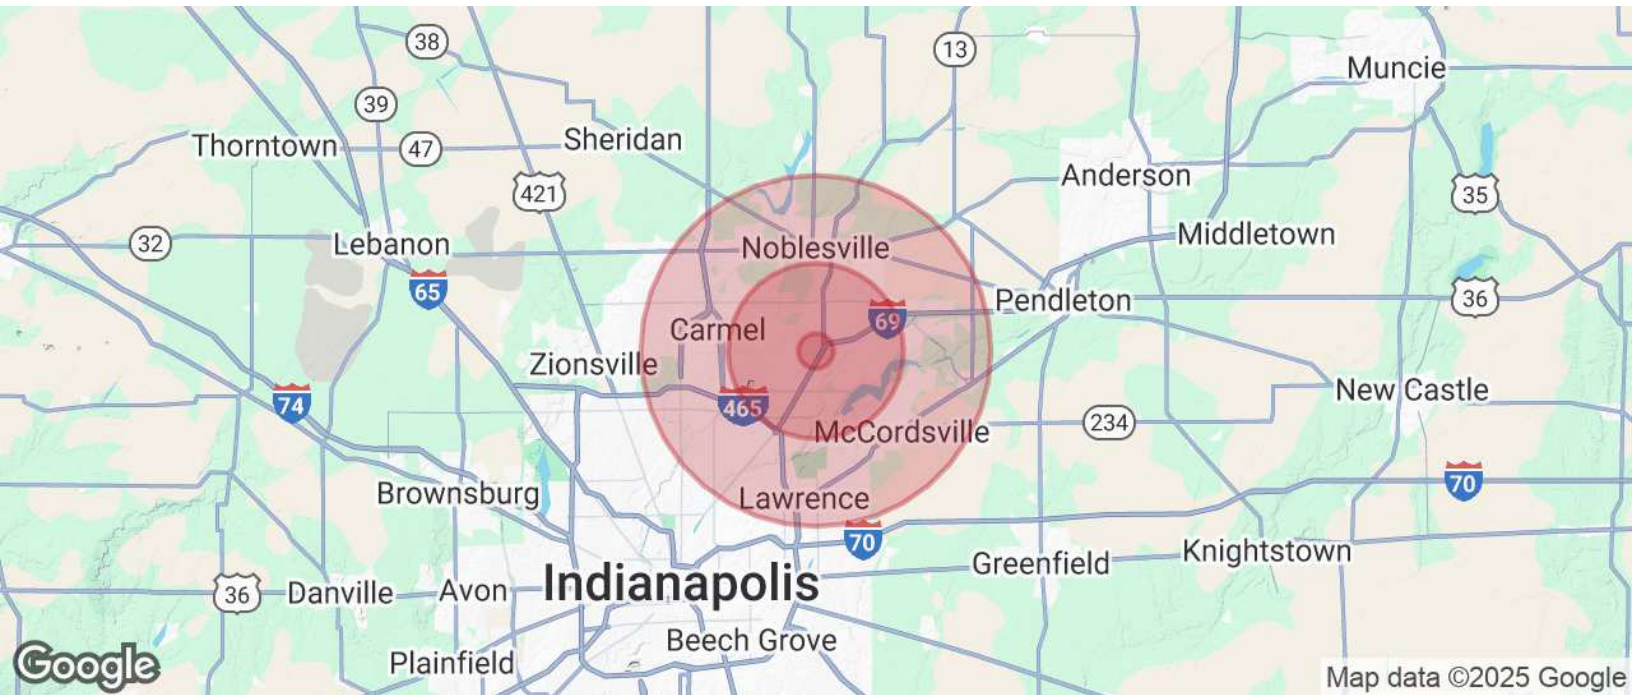 38
13
Muncie
39
Thorntown
47
Sheridan
421
Anderson
35
32
Lebanon
Noblesville
Middletown
65
69
Pendleton
36
Carmel
Zionsville
74
465
New Castle
McCordsville
234
Brownsburg
Lawrence
70
70
Greenfield
Knightstown
36
Danville
Avon
Indianapolis
Beech Grove
Google
Plainfield
Map data ©2025 Google